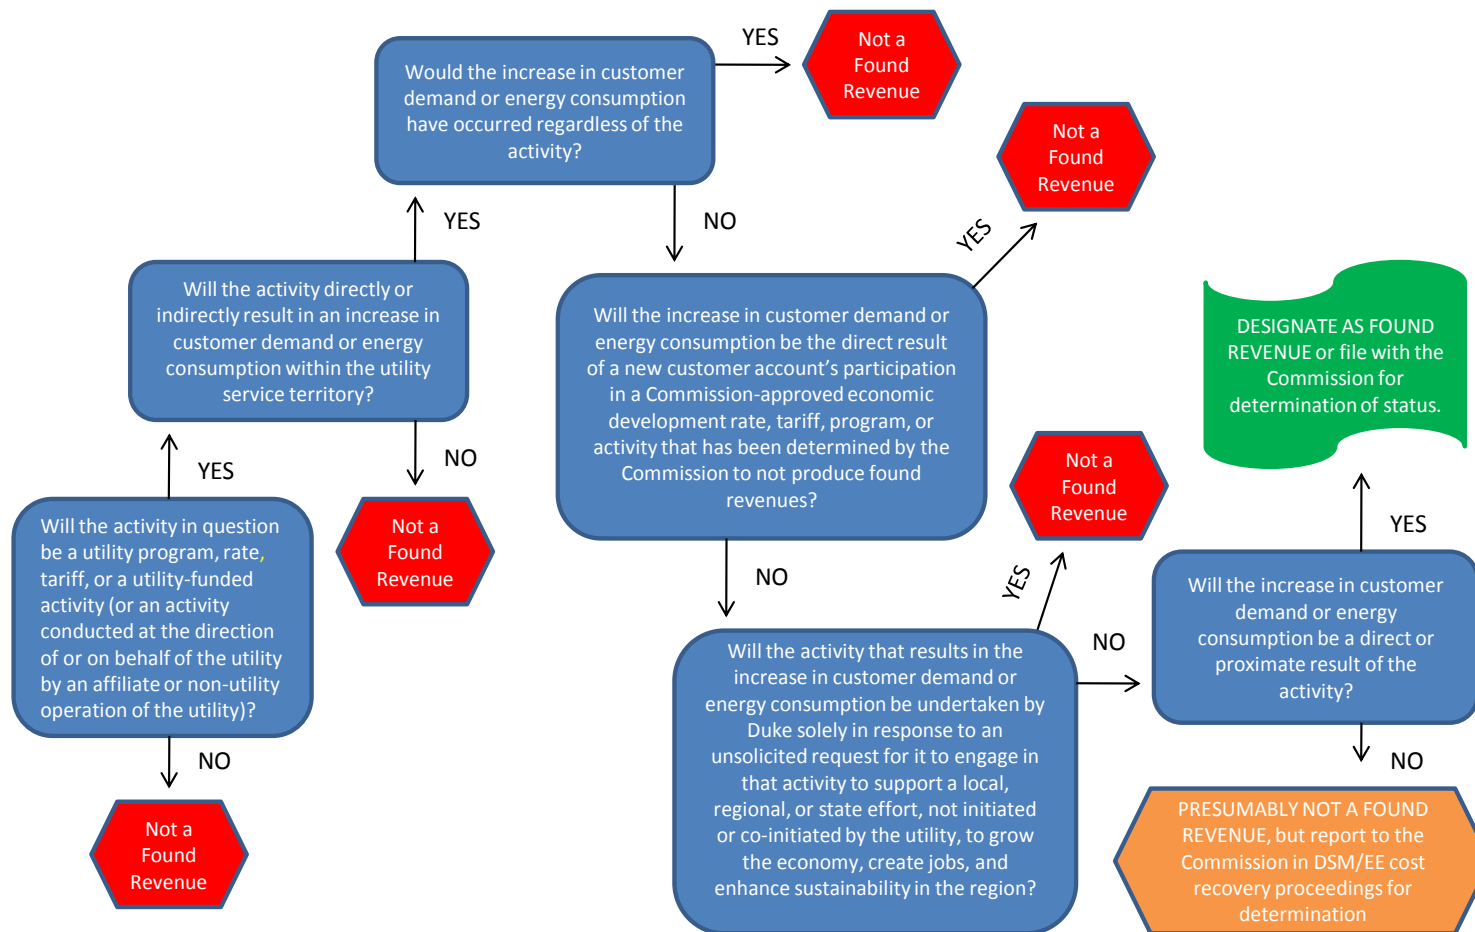 Would the increase in customer
demand or energy consumption
have occurred regardless of the
activity?
YES
Not a
Found
Revenue
NO
YES
Will the activity directly or
indirectly result in an increase in
customer demand or energy
consumption within the utility
service territory?
NO
Not a
Found
Revenue
YES
Will the activity in question
be a utility program, rate,
tariff, or a utility-funded
activity (or an activity
conducted at the direction
of or on behalf of the utility
by an affiliate or non-utility
operation of the utility)?
NO
Not a
Found
Revenue
Will the increase in customer demand or
energy consumption be the direct result
of a new customer account’s participation
in a Commission-approved economic
development rate, tariff, program, or
activity that has been determined by the
Commission to not produce found
revenues?
YES
Not a
Found
Revenue
NO
Will the activity that results in the
increase in customer demand or
energy consumption be undertaken by
Duke solely in response to an
unsolicited request for it to engage in
that activity to support a local,
regional, or state effort, not initiated
or co-initiated by the utility, to grow
the economy, create jobs, and
enhance sustainability in the region?
YES
Not a
Found
Revenue
NO
Will the increase in customer
demand or energy
consumption be a direct or
proximate result of the
activity?
YES
DESIGNATE AS FOUND
REVENUE or file with the
Commission for
determination of status.
NO
PRESUMABLY NOT A FOUND
REVENUE, but report to the
Commission in DSM/EE cost
recovery proceedings for
determination